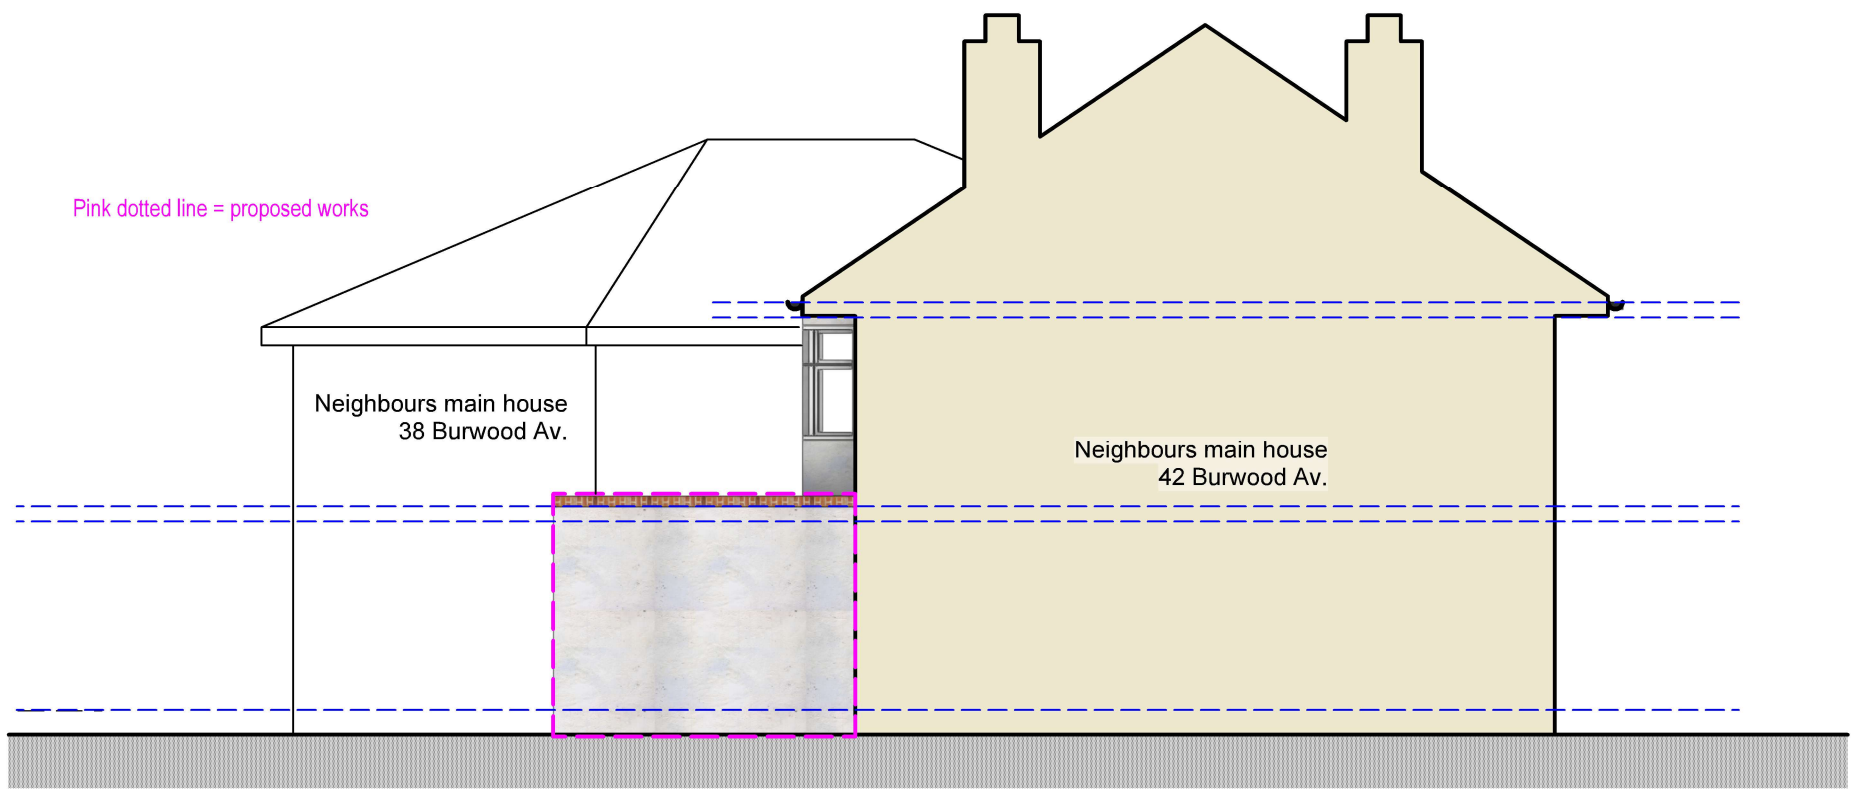 Pink dotted line = proposed works
Neighbours main house
38 Burwood Av.
Neighbours main house
42 Burwood Av.